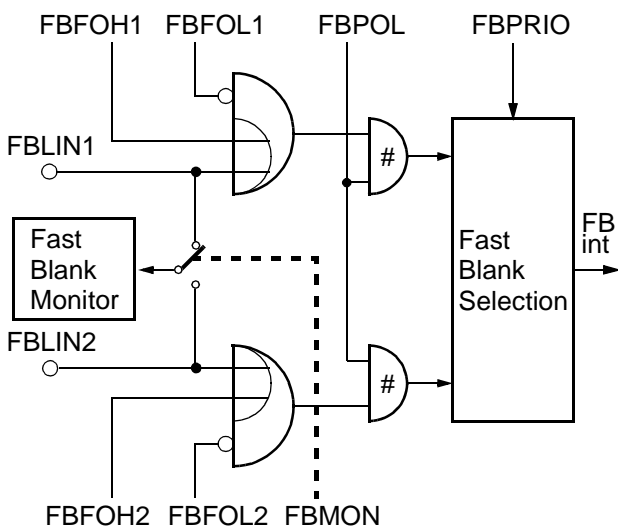 FBFOH1 FBFOL1 FBPOL FBPRIO
FBLIN1
#
Fast
Blank
Monitor
Fast
Blank
Selection
FB
int
FBLIN2
#
FBFOH2 FBFOL2 FBMON